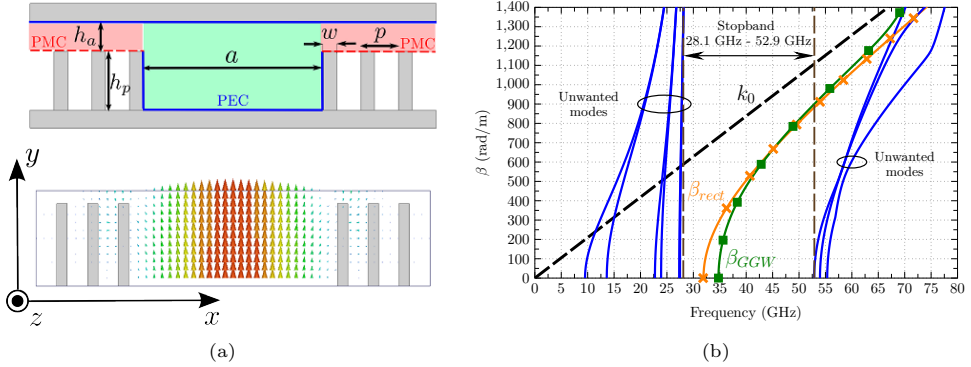 PMC
h_a
w
p
PMC
a
h_p
PEC
y
z
x
(a)
1,400
1,300
1,200
1,100
1,000
900
800
700
600
500
400
300
200
100
0
β (rad/m)
Stopband
28.1 GHz - 52.9 GHz
k_0
Unwanted
modes
Unwanted
modes
β_rect
β_GGW
0 5 10 15 20 25 30 35 40 45 50 55 60 65 70 75 80
Frequency (GHz)
(b)